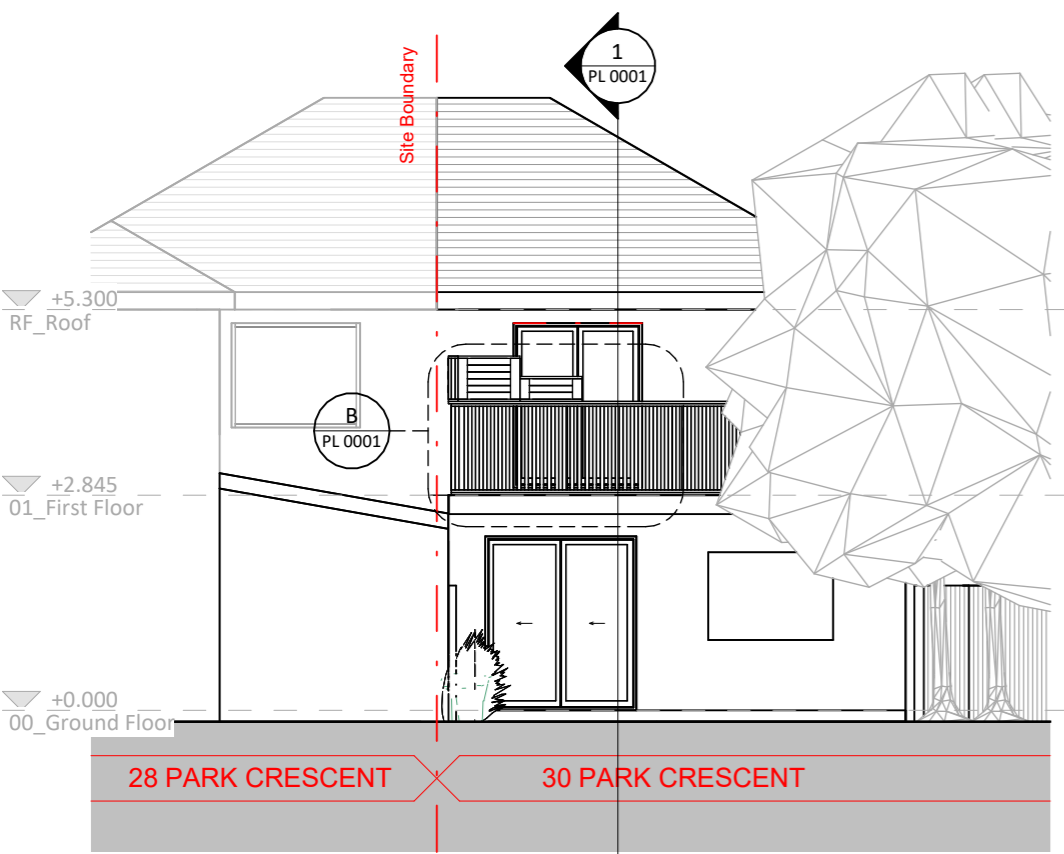 1
PL 0001
Site Boundary
+5.300
RF_Roof
B
PL 0001
+2.845
01_First Floor
+0.000
00_Ground Floor
28 PARK CRESCENT
30 PARK CRESCENT